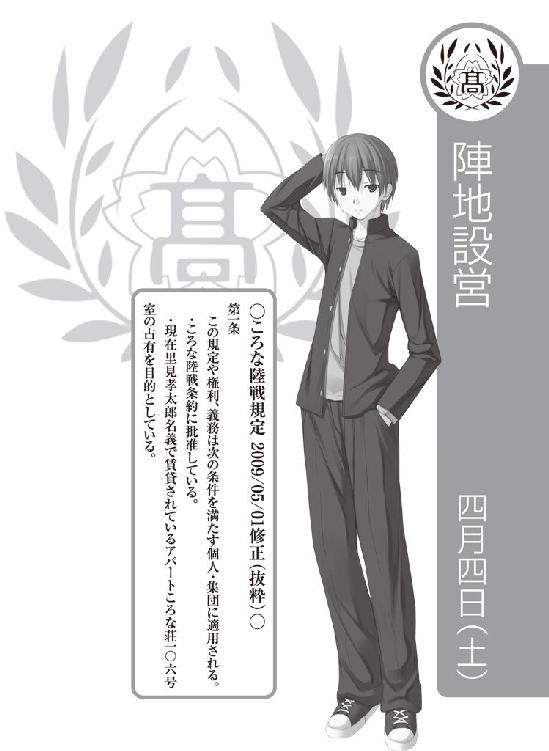 髙
陣地設営
四月四日（土）
髙
〇ころな陸戦規定 2009/05/01修正（抜粋）〇
第一条
この規定や権利、義務は次の条件を満たす個人・集団に適用される。
・ころな陸戦条約に批准している。
・現在里見孝太郎名義で賃貸されているアパートころな荘一〇六号
室の占有を目的としている。